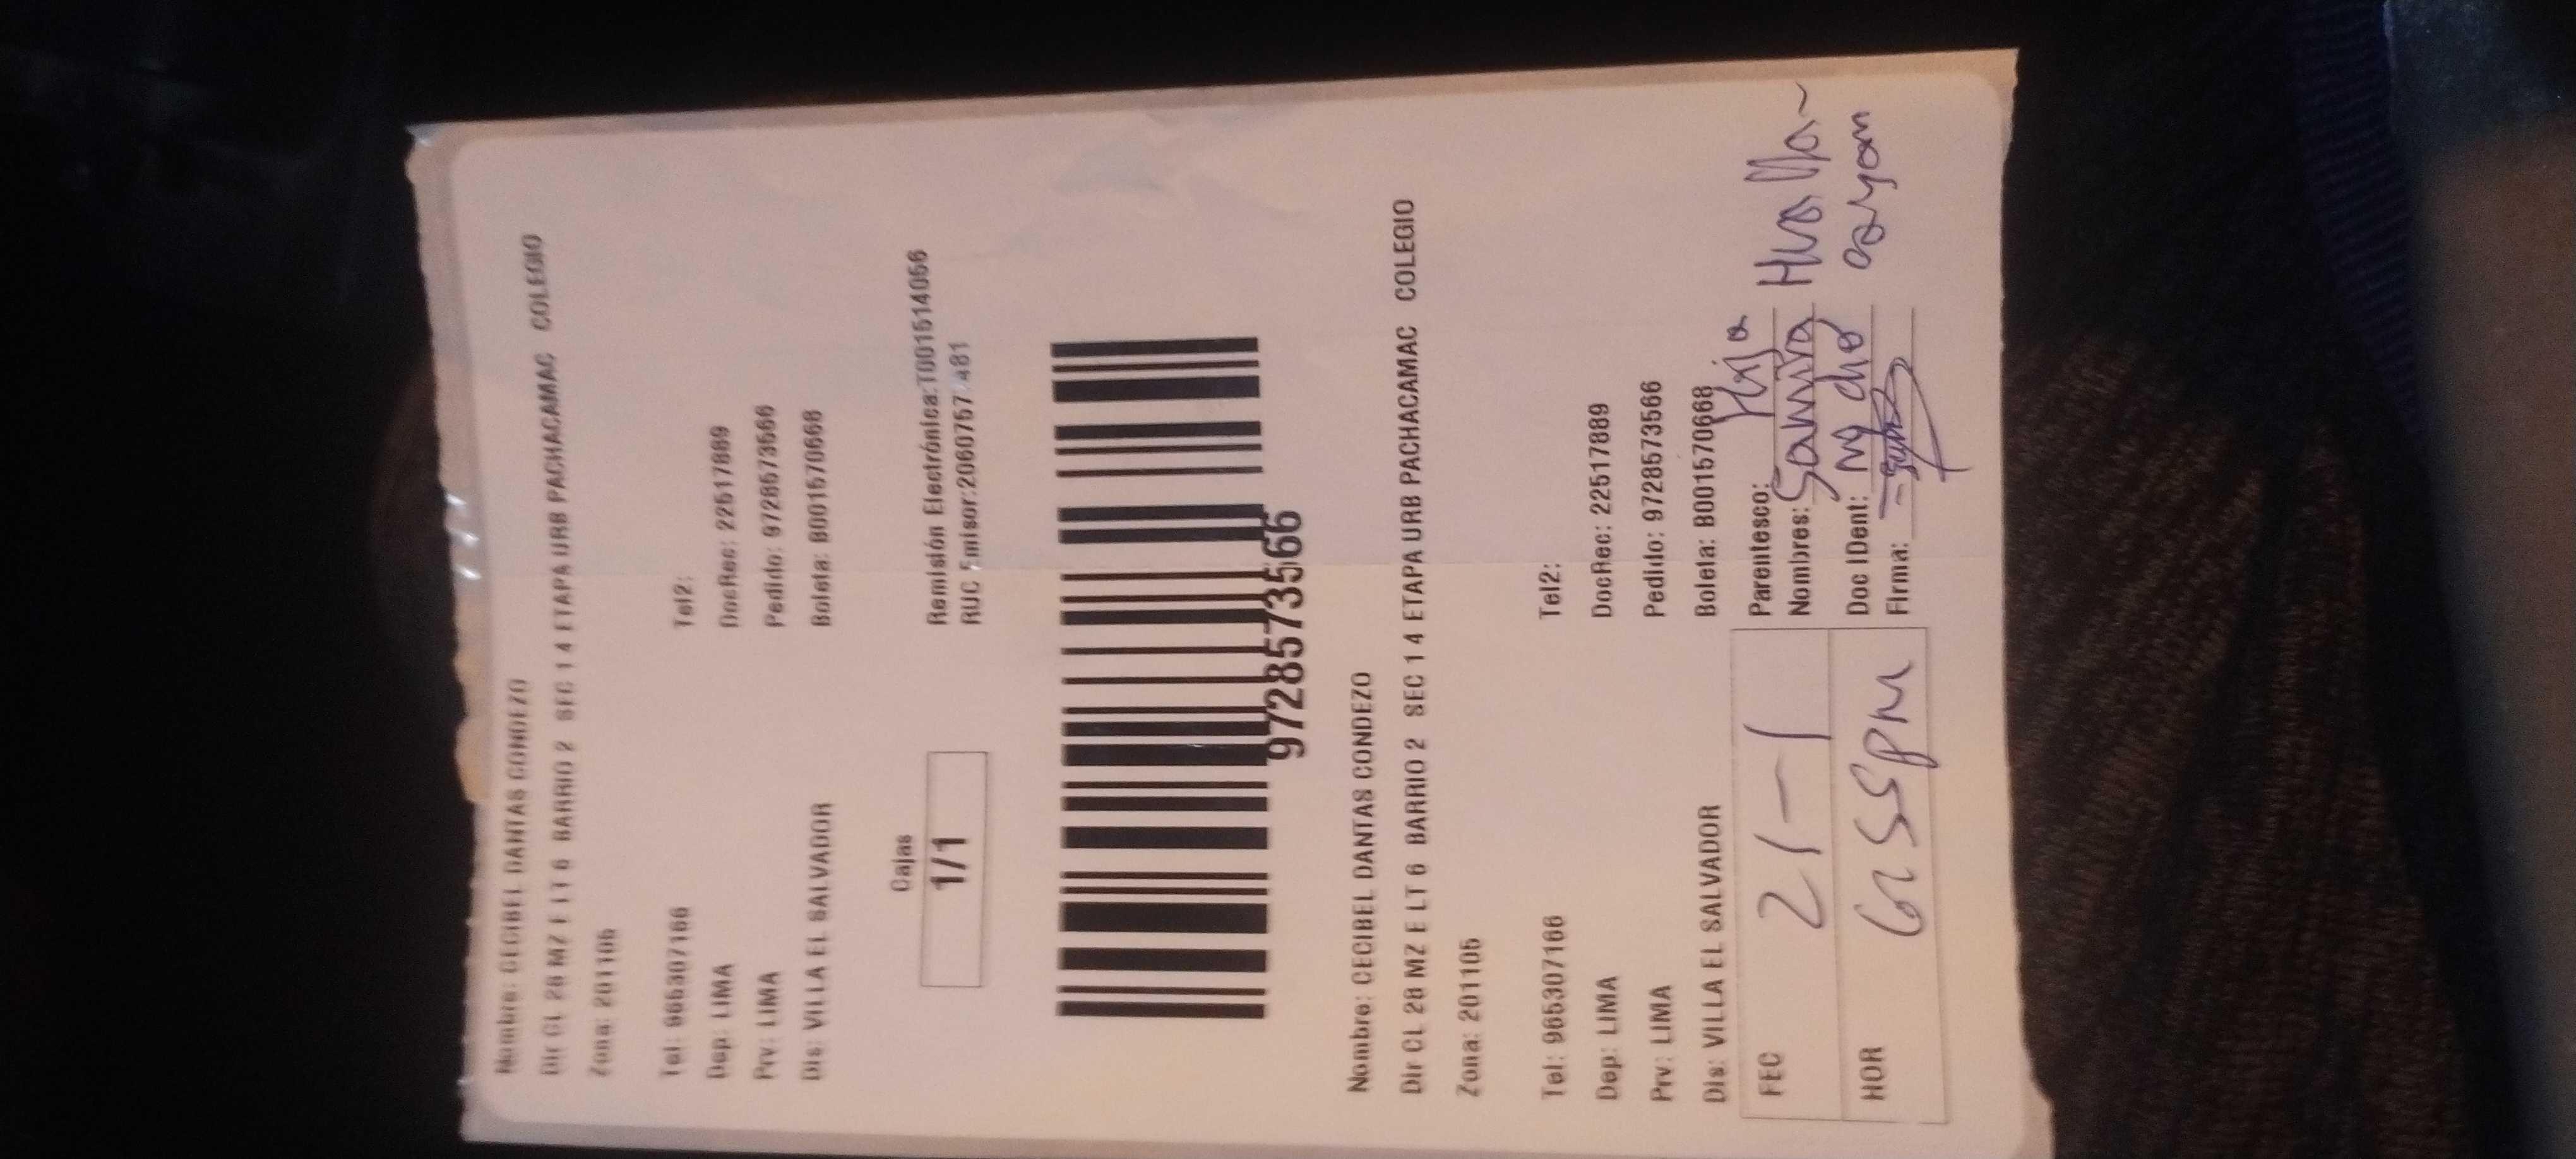 Nombre: CECIBEL DANTAS CONDEZO
Dir CL 28 MZ E LT 6 BARRIO 2 SEC 1 4 ETAPA URB PACHACAMAC COLEGIO
Zona: 201105
Tel: 965307166 Tel2:
Dep: LIMA DocRec: 22517889
Prv: LIMA Pedido: 9728573566
Dis: VILLA EL SALVADOR Boleta: B001570668
Cajas
1/1
Remisión Electrónica:T001514056
RUC Emisor:
9728573566
Nombre: CECIBEL DANTAS CONDEZO
Dir CL 28 MZ E LT 6 BARRIO 2 SEC 1 4 ETAPA URB PACHACAMAC COLEGIO
Zona: 201105
Tel: 965307166 Tel2:
Dep: LIMA DocRec: 22517889
Prv: LIMA Pedido: 9728573566
Dis: VILLA EL SALVADOR Boleta: B001570668
FEC 21-1
Parentesco: Hija
Nombres: Samira
HOR
Doc IDent:
Firma: